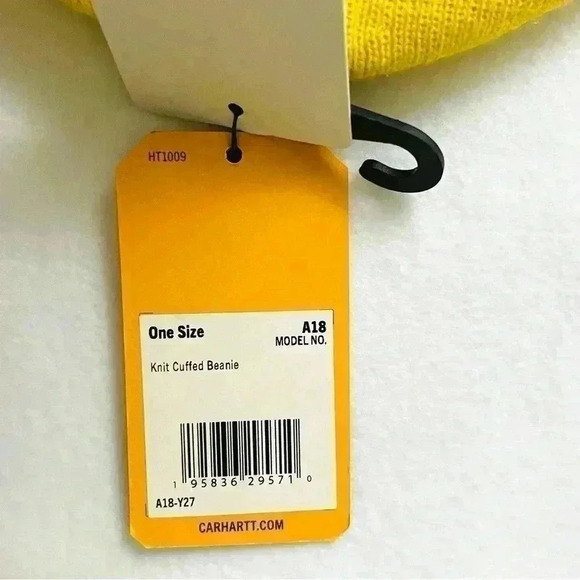 HT1009
One Size A18
MODEL NO.
Knit Cuffed Beanie
1 95836 29571 0
A18-Y27
CARHARTT.COM